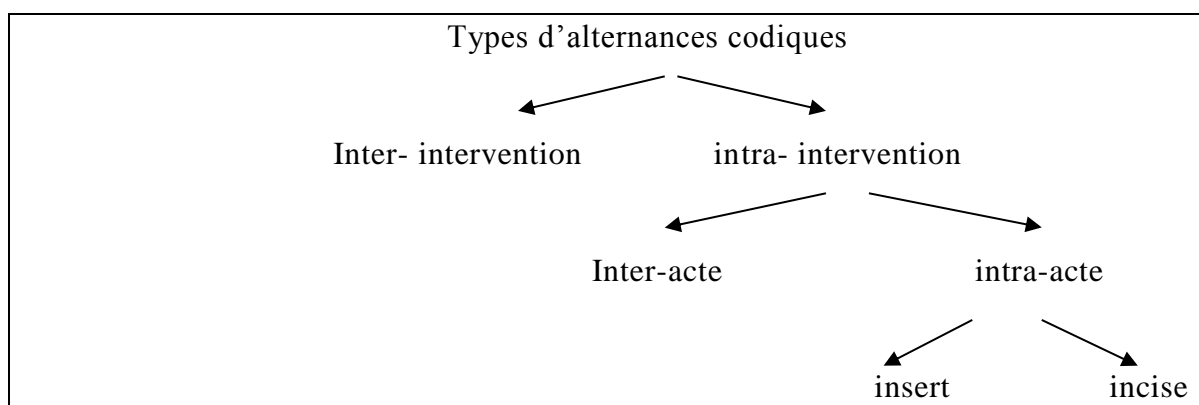 Types d’alternances codiques
Inter- intervention intra- intervention
Inter-acte intra-acte
insert incise